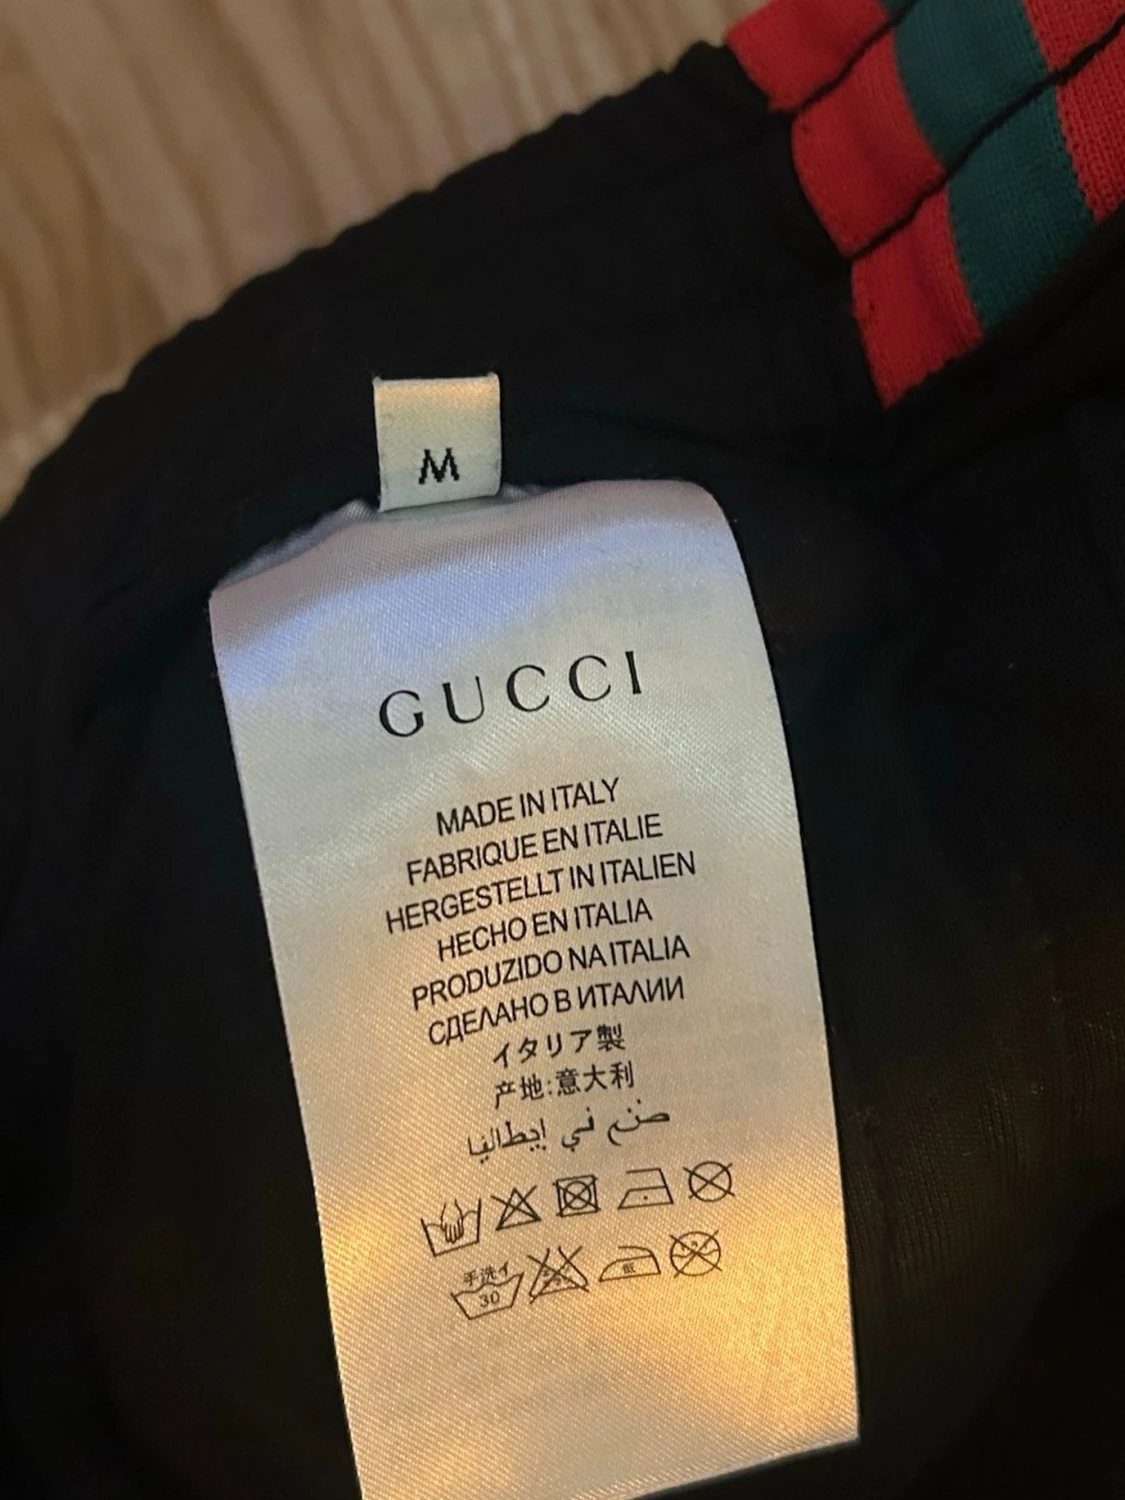 M
GUCCI
MADE IN ITALY
FABRIQUE EN ITALIE
HERGESTELLT IN ITALIEN
HECHO EN ITALIA
PRODUZIDO NA ITALIA
СДЕЛАНО В ИТАЛИИ
イタリア製
产地:意大利
صنع في إيطاليا
手洗イ
30
低